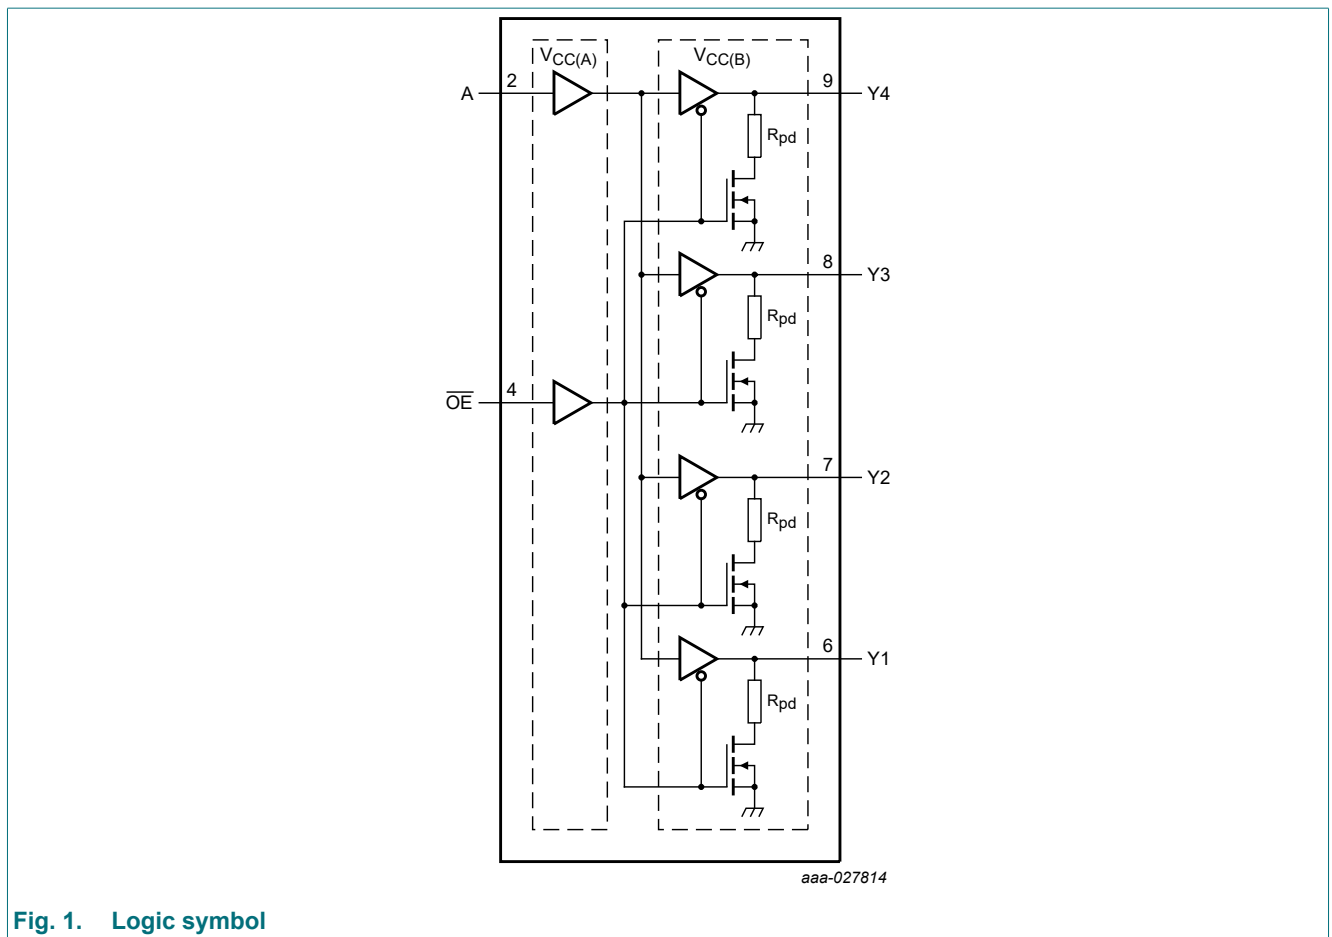 VCC(A) VCC(B)
A 2 9 Y4
Rpd
8 Y3
Rpd
OE 4
7 Y2
Rpd
6 Y1
Rpd
aaa-027814
Fig. 1. Logic symbol